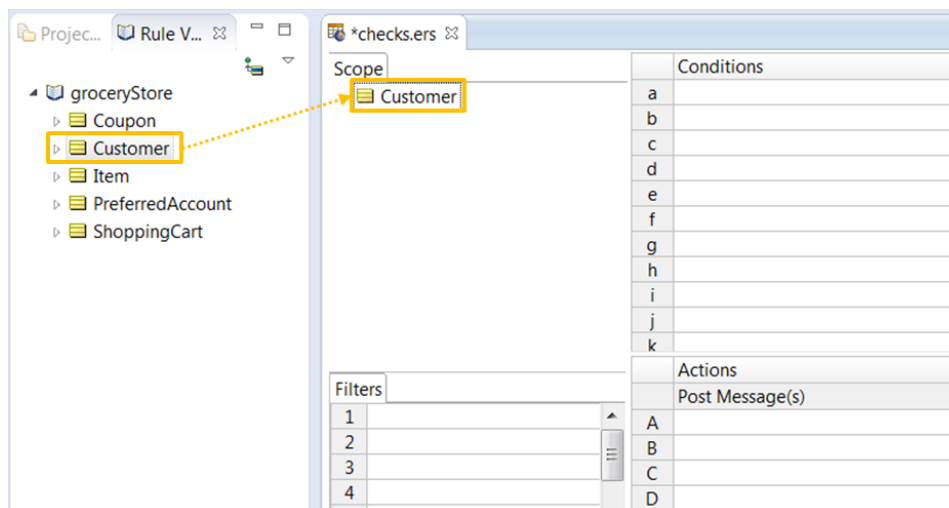 Projec...
Rule V...
groceryStore
Coupon
Customer
Item
PreferredAccount
ShoppingCart
*checks.ers
Scope
Customer
Filters
1
2
3
4
Conditions
a
b
c
d
e
f
g
h
i
j
k
Actions
Post Message(s)
A
B
C
D